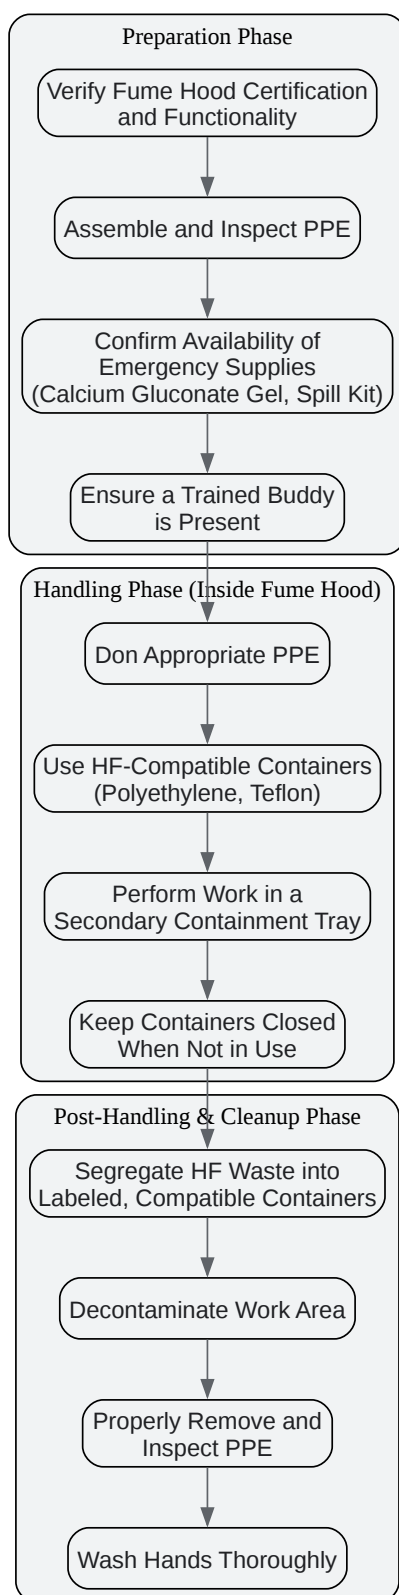 Preparation Phase
Verify Fume Hood Certification
and Functionality
Assemble and Inspect PPE
Confirm Availability of
Emergency Supplies
(Calcium Gluconate Gel, Spill Kit)
Ensure a Trained Buddy
is Present
Handling Phase (Inside Fume Hood)
Don Appropriate PPE
Use HF-Compatible Containers
(Polyethylene, Teflon)
Perform Work in a
Secondary Containment Tray
Keep Containers Closed
When Not in Use
Post-Handling & Cleanup Phase
Segregate HF Waste into
Labeled, Compatible Containers
Decontaminate Work Area
Properly Remove and
Inspect PPE
Wash Hands Thoroughly